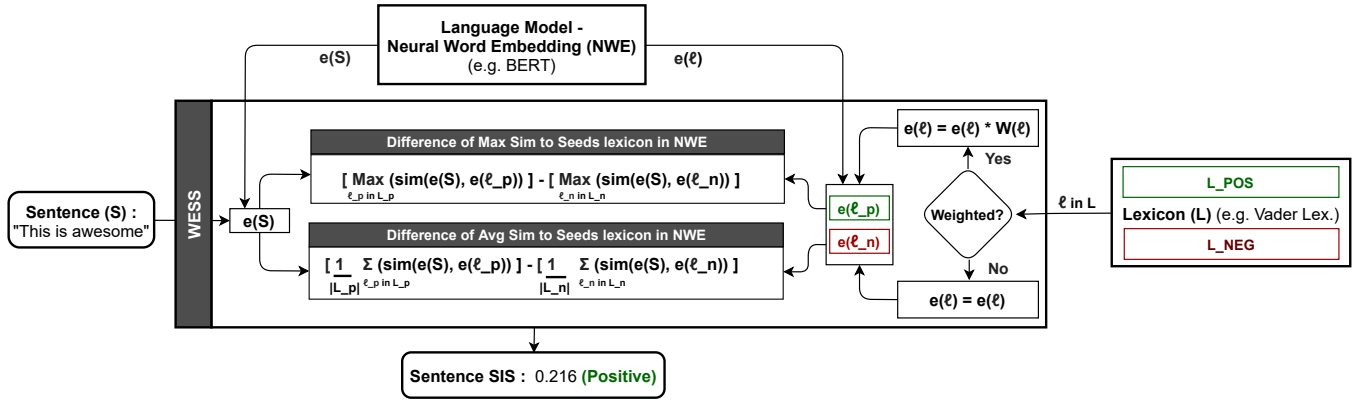 Language Model -
Neural Word Embedding (NWE)
(e.g. BERT)
e(S)
e(ℓ)
WESS
Sentence (S) :
"This is awesome"
e(S)
Difference of Max Sim to Seeds lexicon in NWE
[ Max (sim(e(S), e(ℓ_p)) ] - [ Max (sim(e(S), e(ℓ_n)) ]
ℓ_p in L_p ℓ_n in L_n
Difference of Avg Sim to Seeds lexicon in NWE
[ 1 Σ (sim(e(S), e(ℓ_p)) ] - [ 1 Σ (sim(e(S), e(ℓ_n)) ]
|L_p| ℓ_p in L_p |L_n| ℓ_n in L_n
e(ℓ_p)
e(ℓ_n)
e(ℓ) = e(ℓ) * W(ℓ)
Yes
Weighted?
No
e(ℓ) = e(ℓ)
ℓ in L
L_POS
Lexicon (L) (e.g. Vader Lex.)
L_NEG
Sentence SIS : 0.216 (Positive)